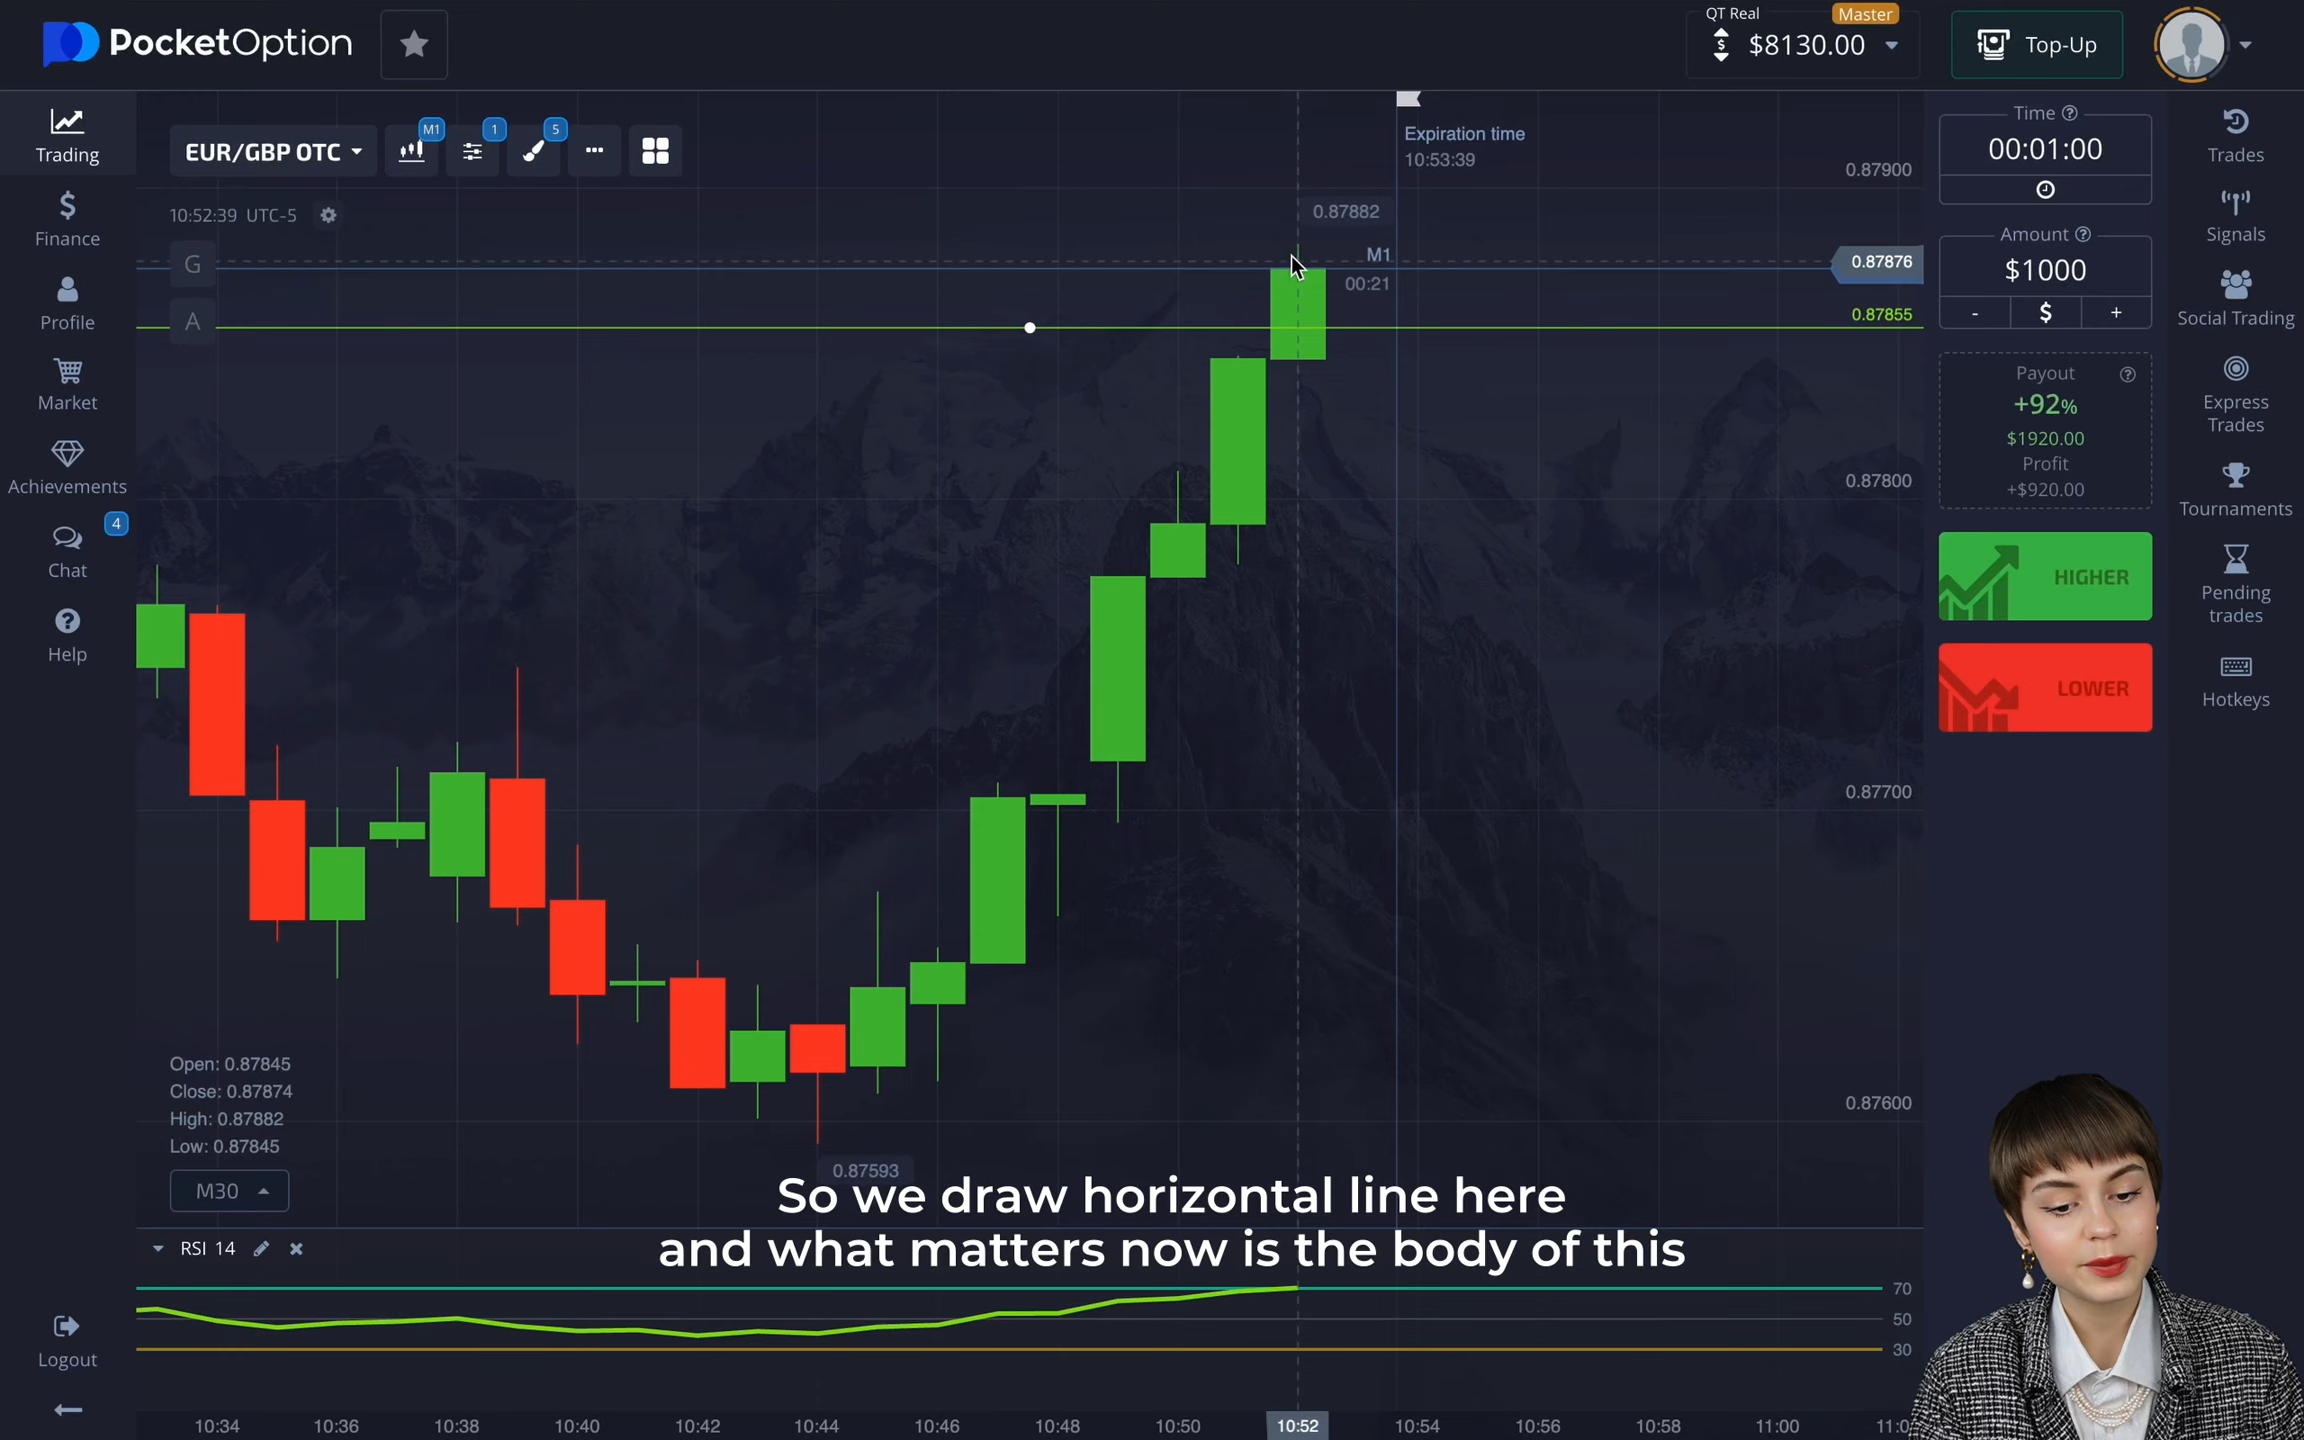 PocketOption
QT Real
Master
$8130.00
Top-Up
Trading
Finance
Profile
Market
Achievements
4
Chat
Help
Logout
EUR/GBP OTC
M1
1
5
10:52:39 UTC-5
G
A
Expiration time
10:53:39
0.87882
M1
00:21
0.87900
0.87876
0.87855
0.87800
0.87700
0.87600
0.87593
Open: 0.87845
Close: 0.87874
High: 0.87882
Low: 0.87845
M30
So we draw horizontal line here
and what matters now is the body of this
RSI 14
70
50
30
10:34
10:36
10:38
10:40
10:42
10:44
10:46
10:48
10:50
10:52
10:54
10:56
10:58
11:00
11:0
Time
00:01:00
Amount
$1000
-
$
+
Payout
+92%
$1920.00
Profit
+$920.00
HIGHER
LOWER
Trades
Signals
Social Trading
Express
Trades
Tournaments
Pending
trades
Hotkeys